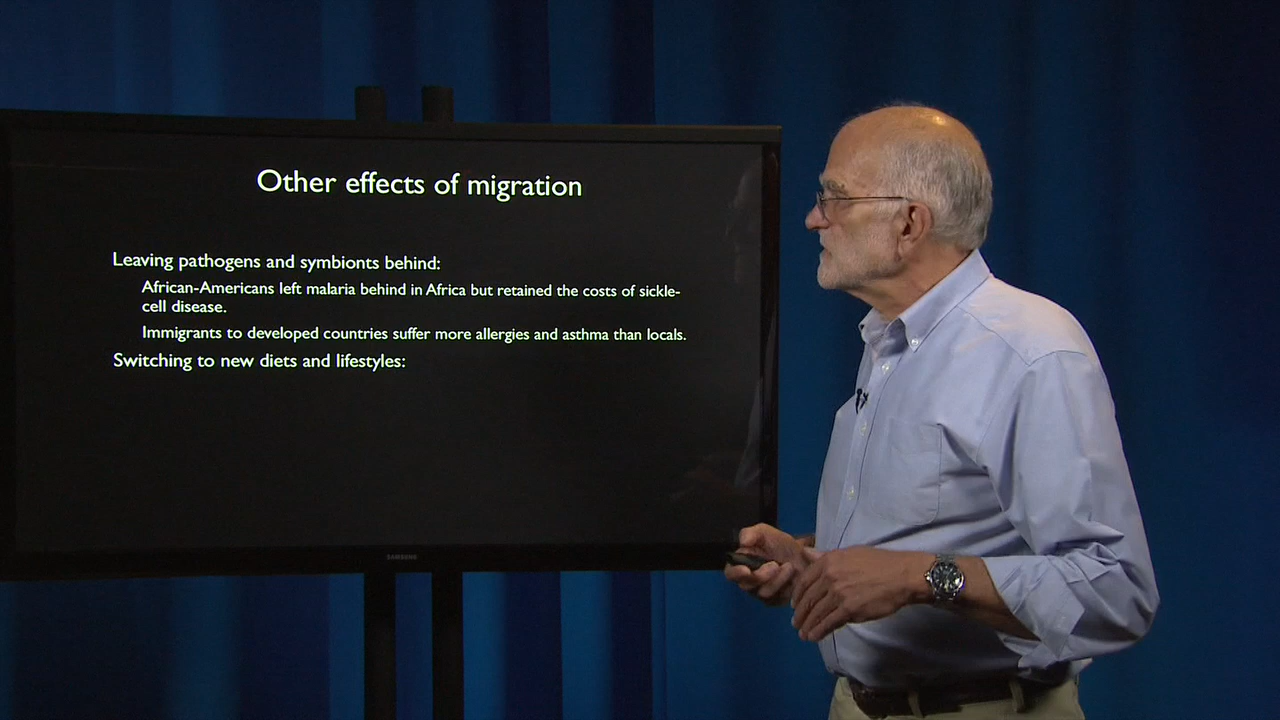 Other effects of migration
Leaving pathogens and symbionts behind:
African-Americans left malaria behind in Africa but retained the costs of sickle-
cell disease.
Immigrants to developed countries suffer more allergies and asthma than locals.
Switching to new diets and lifestyles:
SAMSUNG